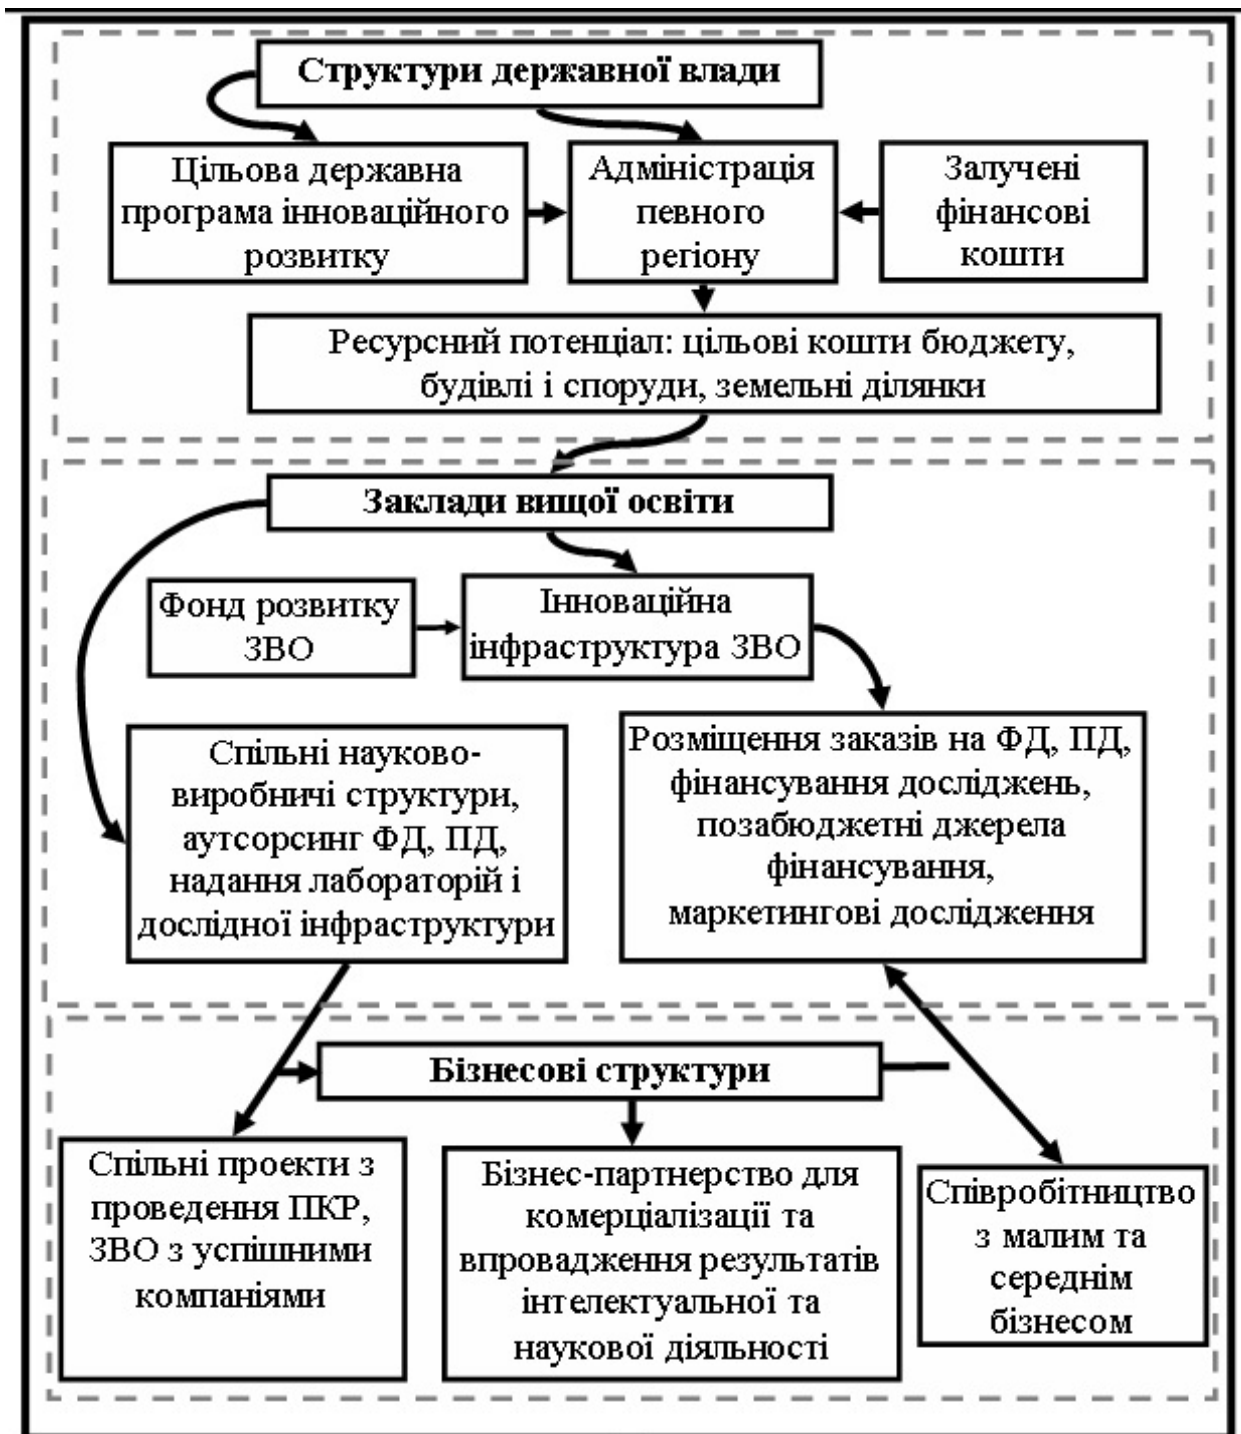 Структури державної влади
Цільова державна
програма інноваційного
розвитку
Адміністрація
певного
регіону
Залучені
фінансові
кошти
Ресурсний потенціал: цільові кошти бюджету,
будівлі і споруди, земельні ділянки
Заклади вищої освіти
Фонд розвитку
ЗВО
Інноваційна
інфраструктура ЗВО
Спільні науково-
виробничі структури,
аутсорсинг ФД, ПД,
надання лабораторій і
дослідної інфраструктури
Розміщення заказів на ФД, ПД,
фінансування досліджень,
позабюджетні джерела
фінансування,
маркетингові дослідження
Бізнесові структури
Спільні проекти з
проведення ПКР,
ЗВО з успішними
компаніями
Бізнес-партнерство для
комерціалізації та
впровадження результатів
інтелектуальної та
наукової діяльності
Співробітництво
з малим та
середнім
бізнесом